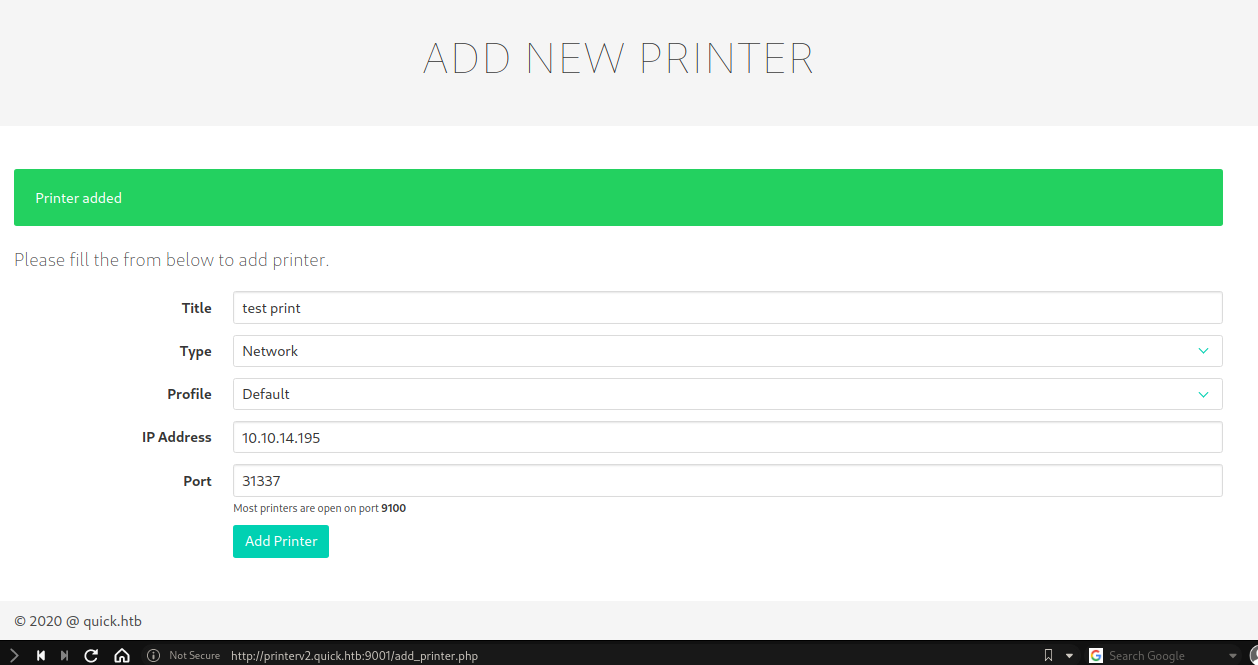 ADD NEW PRINTER
Printer added
Please fill the from below to add printer.
Title test print
Type Network
Profile Default
IP Address 10.10.14.195
Port 31337
Most printers are open on port 9100
Add Printer
© 2020 @ quick.htb
Not Secure http://printerv2.quick.htb:9001/add_printer.php G Search Google